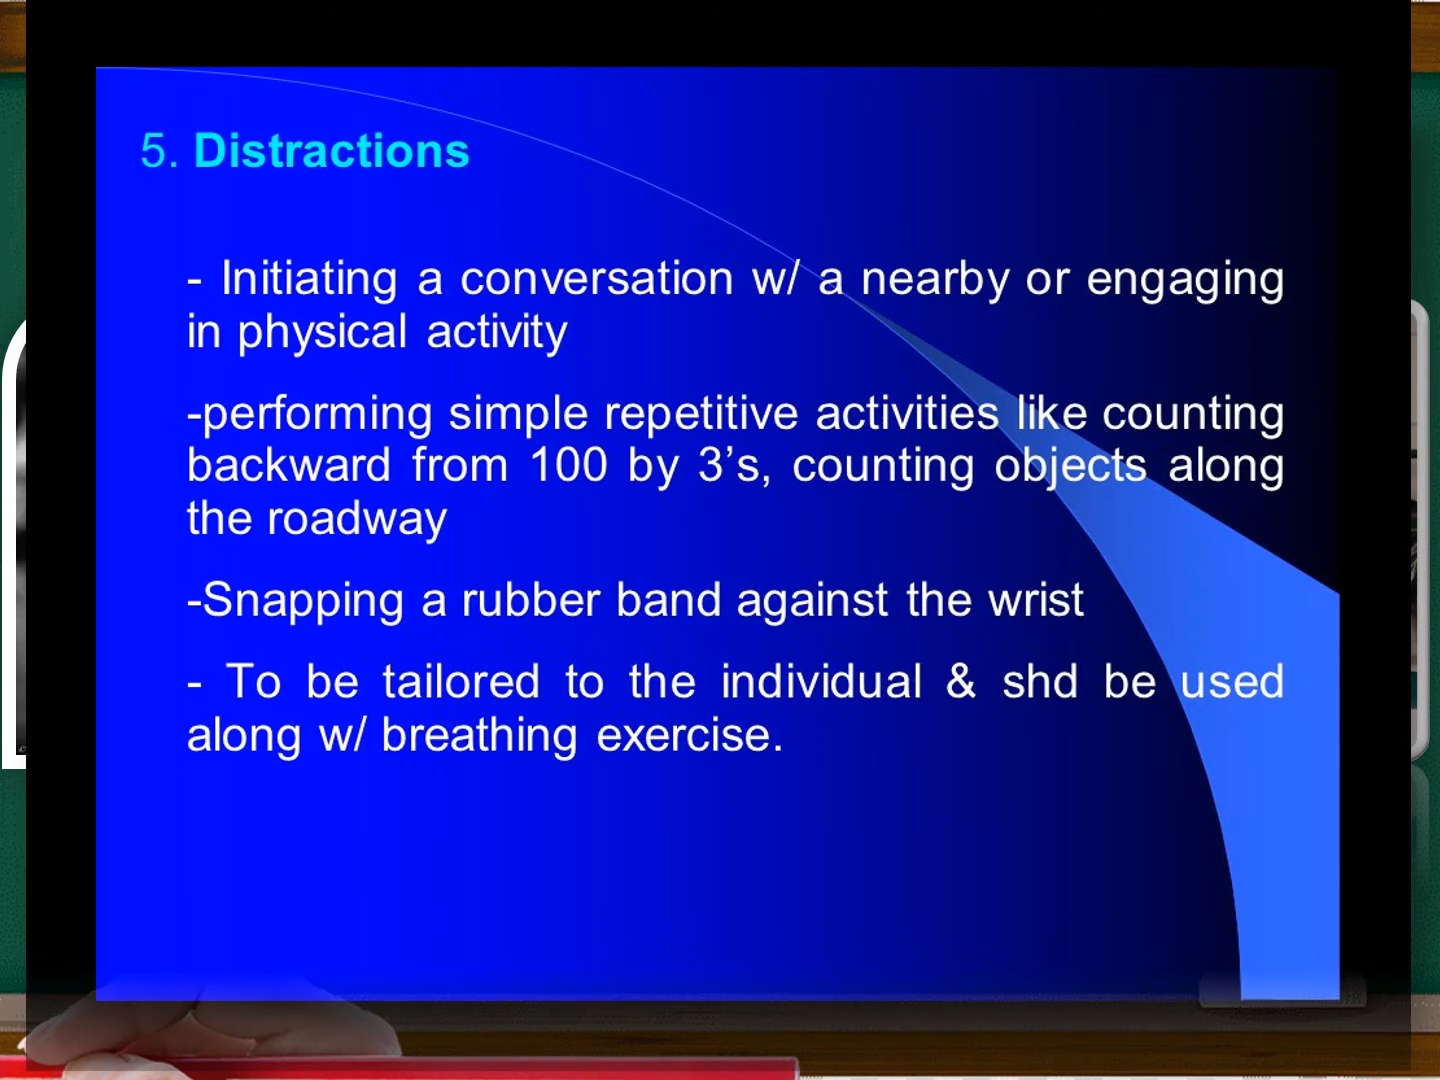 5. Distractions
- Initiating a conversation w/ a nearby or engaging
in physical activity
-performing simple repetitive activities like counting
backward from 100 by 3’s, counting objects along
the roadway
-Snapping a rubber band against the wrist
- To be tailored to the individual & shd be used
along w/ breathing exercise.